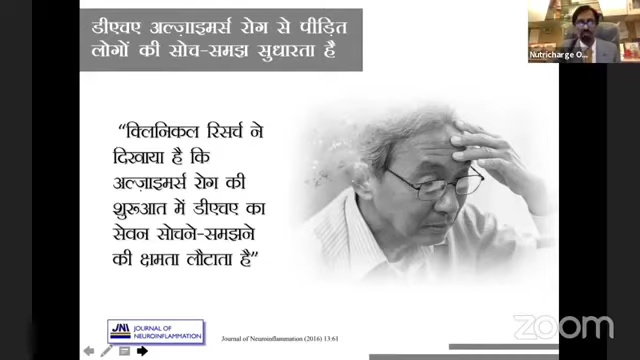 डीएचए अल्ज़ाइमर्स रोग से पीड़ित
लोगों की सोच-समझ सुधारता है
Nutricharge O...
“क्लिनिकल रिसर्च ने
दिखाया है कि
अल्ज़ाइमर्स रोग की
शुरूआत में डीएचए का
सेवन सोचने-समझने
की क्षमता लौटाता है”
JNI JOURNAL OF
NEUROINFLAMMATION
Journal of Neuroinflammation (2016) 13:61
zoom